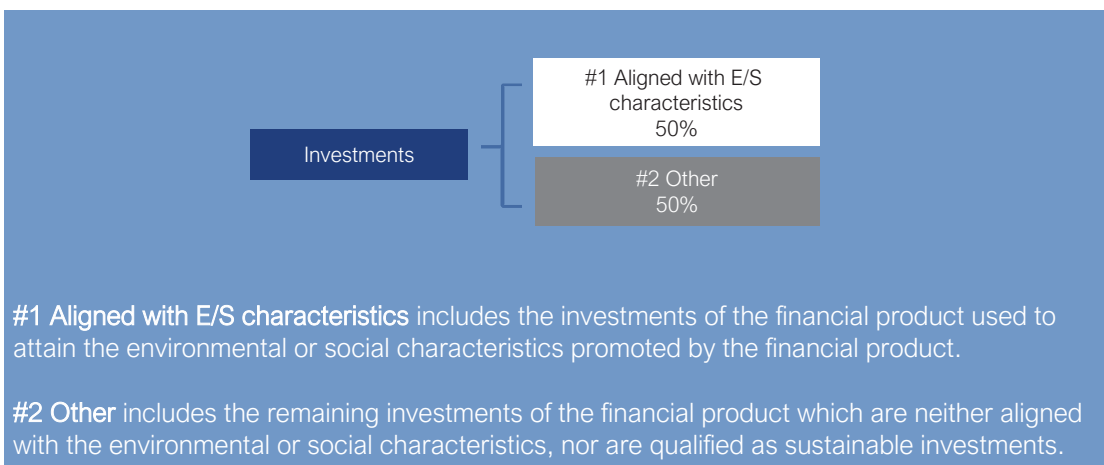 #1 Aligned with E/S
characteristics
50%
Investments
#2 Other
50%
#1 Aligned with E/S characteristics includes the investments of the financial product used to
attain the environmental or social characteristics promoted by the financial product.
#2 Other includes the remaining investments of the financial product which are neither aligned
with the environmental or social characteristics, nor are qualified as sustainable investments.